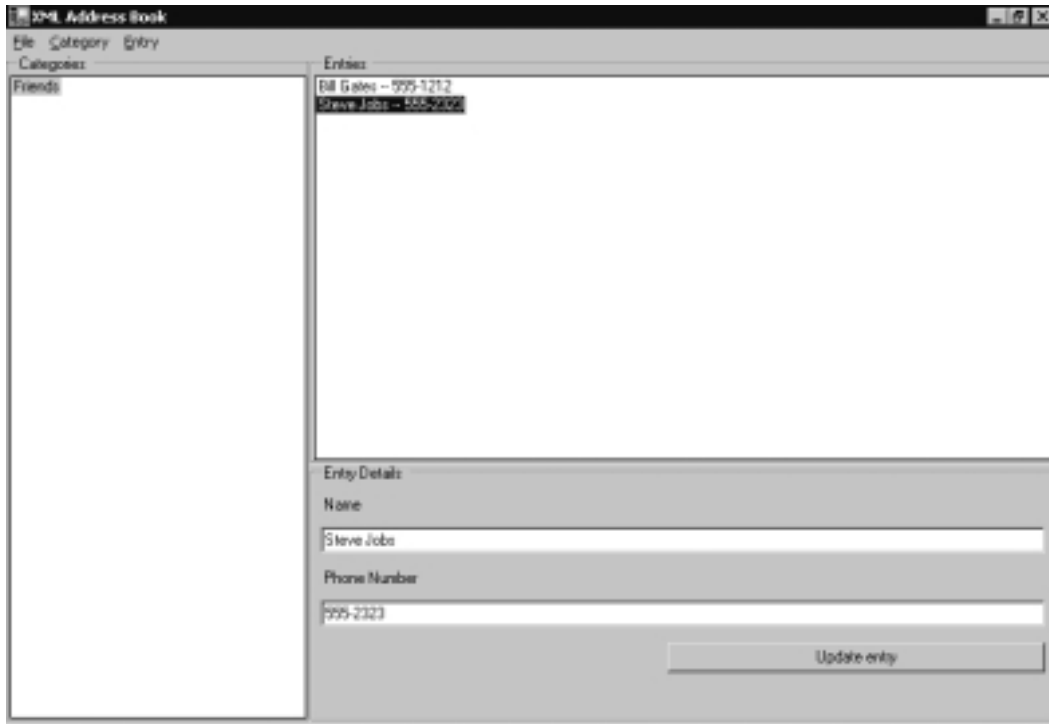 XML Address Book
File Category Entry
Categories
Friends
Entries
Bill Gates -- 555-1212
Steve Jobs -- 555-2323
Entry Details
Name
Steve Jobs
Phone Number
555-2323
Update entry